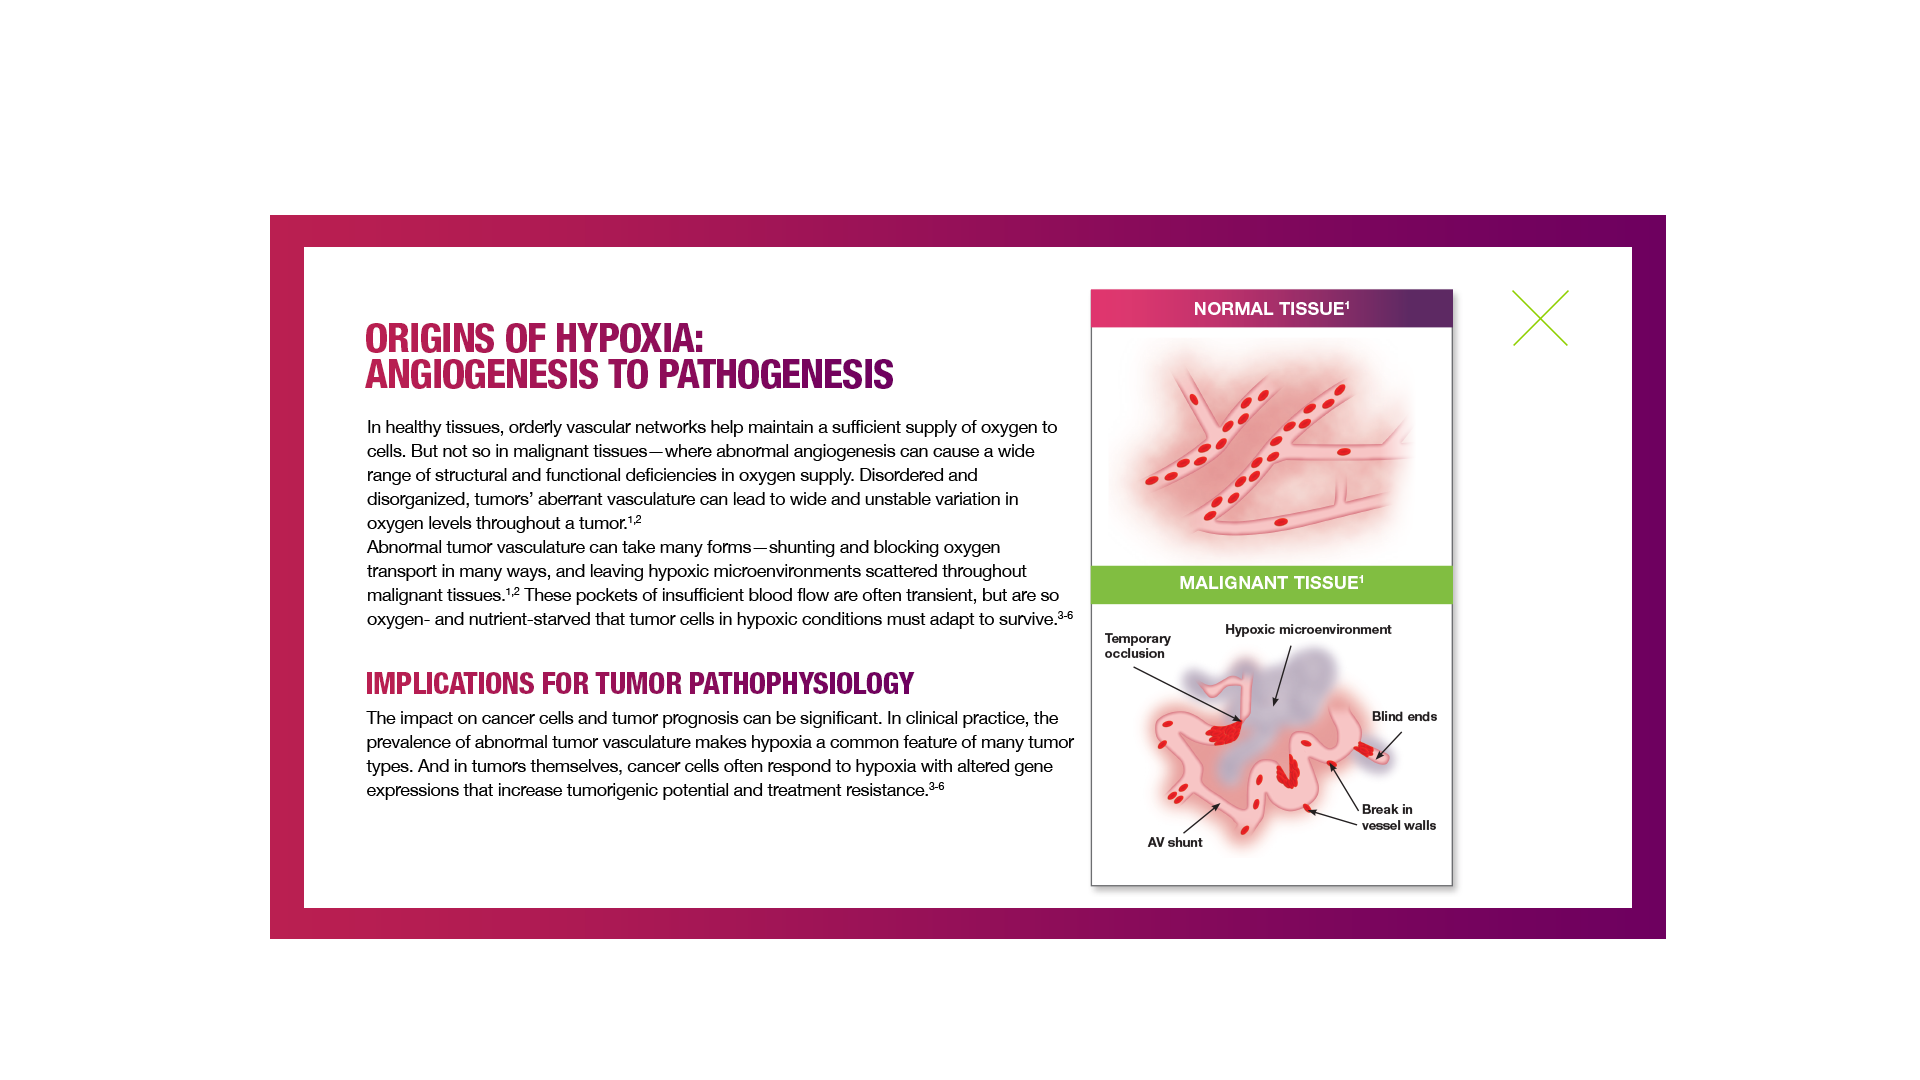 ORIGINS OF HYPOXIA:
ANGIOGENESIS TO PATHOGENESIS
In healthy tissues, orderly vascular networks help maintain a sufficient supply of oxygen to
cells. But not so in malignant tissues—where abnormal angiogenesis can cause a wide
range of structural and functional deficiencies in oxygen supply. Disordered and
disorganized, tumors’ aberrant vasculature can lead to wide and unstable variation in
oxygen levels throughout a tumor.1,2
Abnormal tumor vasculature can take many forms—shunting and blocking oxygen
transport in many ways, and leaving hypoxic microenvironments scattered throughout
malignant tissues.1,2 These pockets of insufficient blood flow are often transient, but are so
oxygen- and nutrient-starved that tumor cells in hypoxic conditions must adapt to survive.3-6
IMPLICATIONS FOR TUMOR PATHOPHYSIOLOGY
The impact on cancer cells and tumor prognosis can be significant. In clinical practice, the
prevalence of abnormal tumor vasculature makes hypoxia a common feature of many tumor
types. And in tumors themselves, cancer cells often respond to hypoxia with altered gene
expressions that increase tumorigenic potential and treatment resistance.3-6
NORMAL TISSUE1
MALIGNANT TISSUE1
Hypoxic microenvironment
Temporary
occlusion
Blind ends
Break in
vessel walls
AV shunt